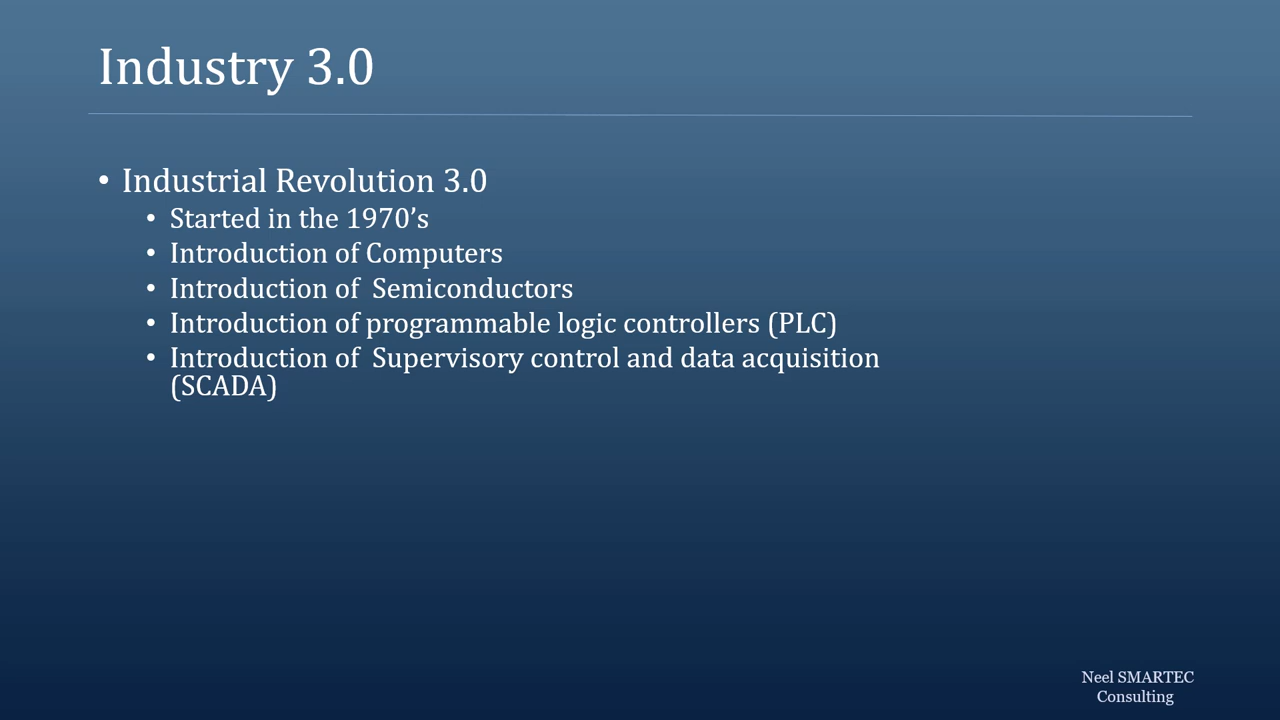 Industry 3.0
• Industrial Revolution 3.0
• Started in the 1970’s
• Introduction of Computers
• Introduction of  Semiconductors
• Introduction of programmable logic controllers (PLC)
• Introduction of  Supervisory control and data acquisition
(SCADA)
Neel SMARTEC
Consulting